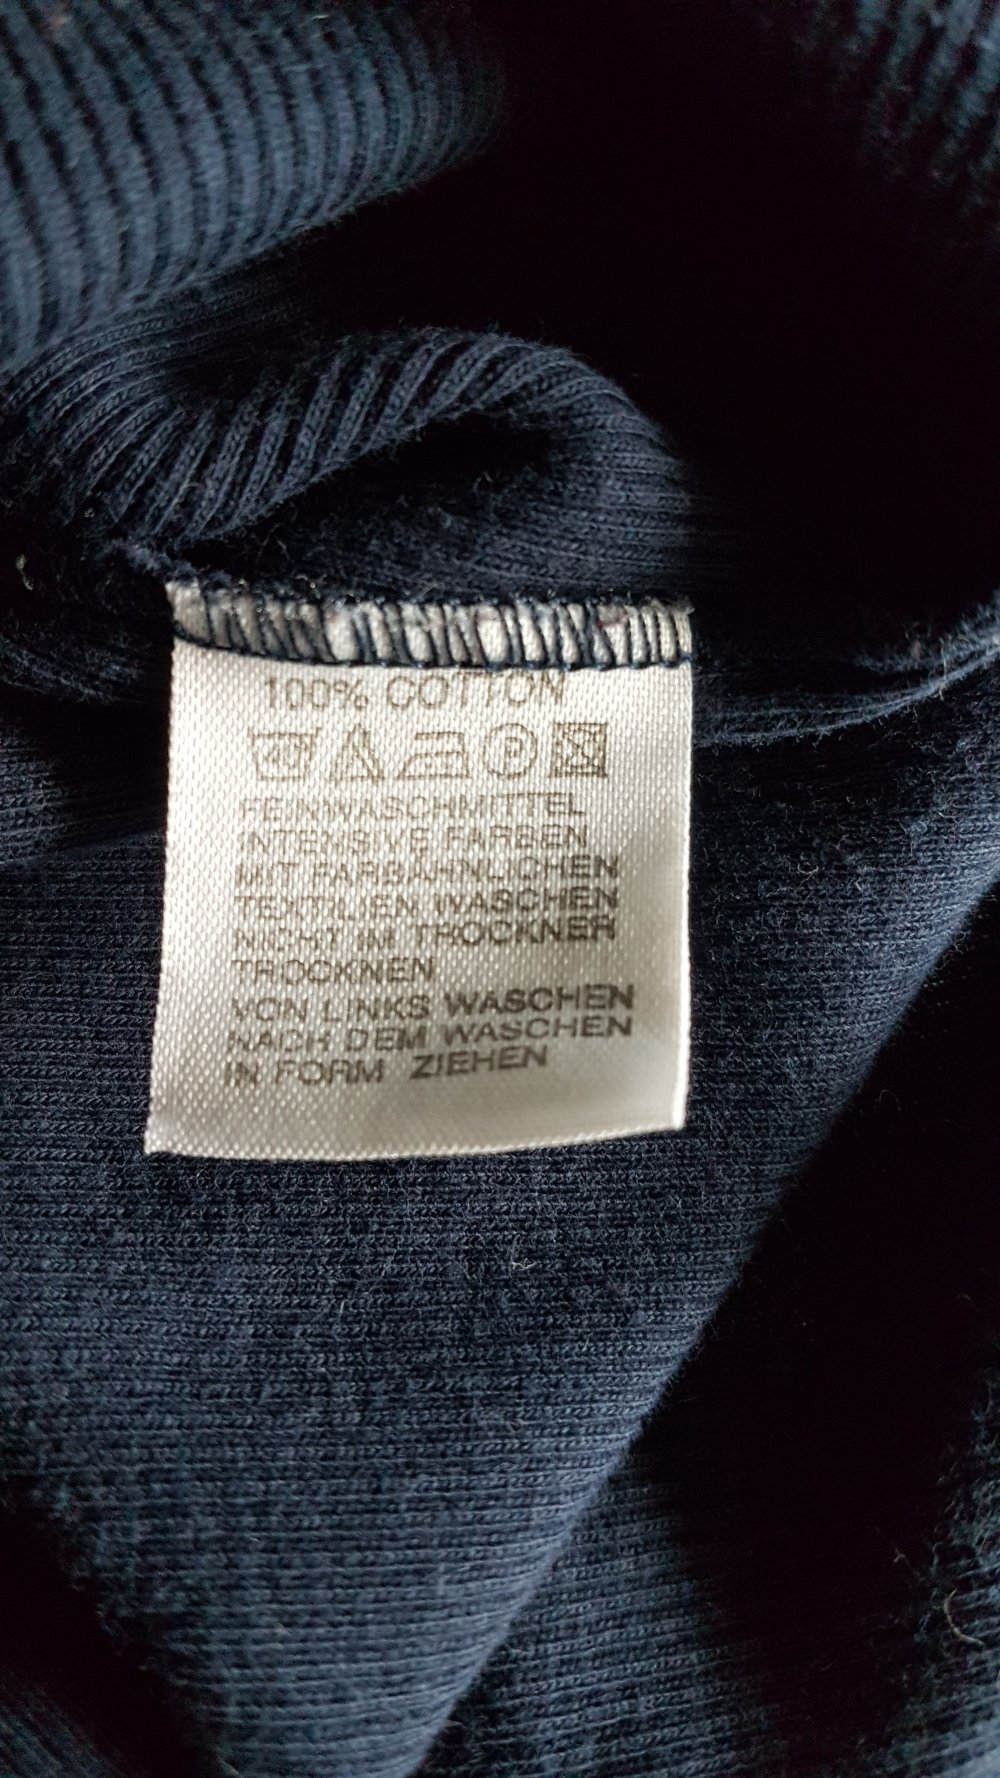 100% COTTON
40 P
FEINWASCHMITTEL
INTENSIVE FARBEN
MIT FARBÄHNLICHEN
TEXTILIEN WASCHEN
NICHT IM TROCKNER
TROCKNEN
VON LINKS WASCHEN
NACH DEM WASCHEN
IN FORM ZIEHEN